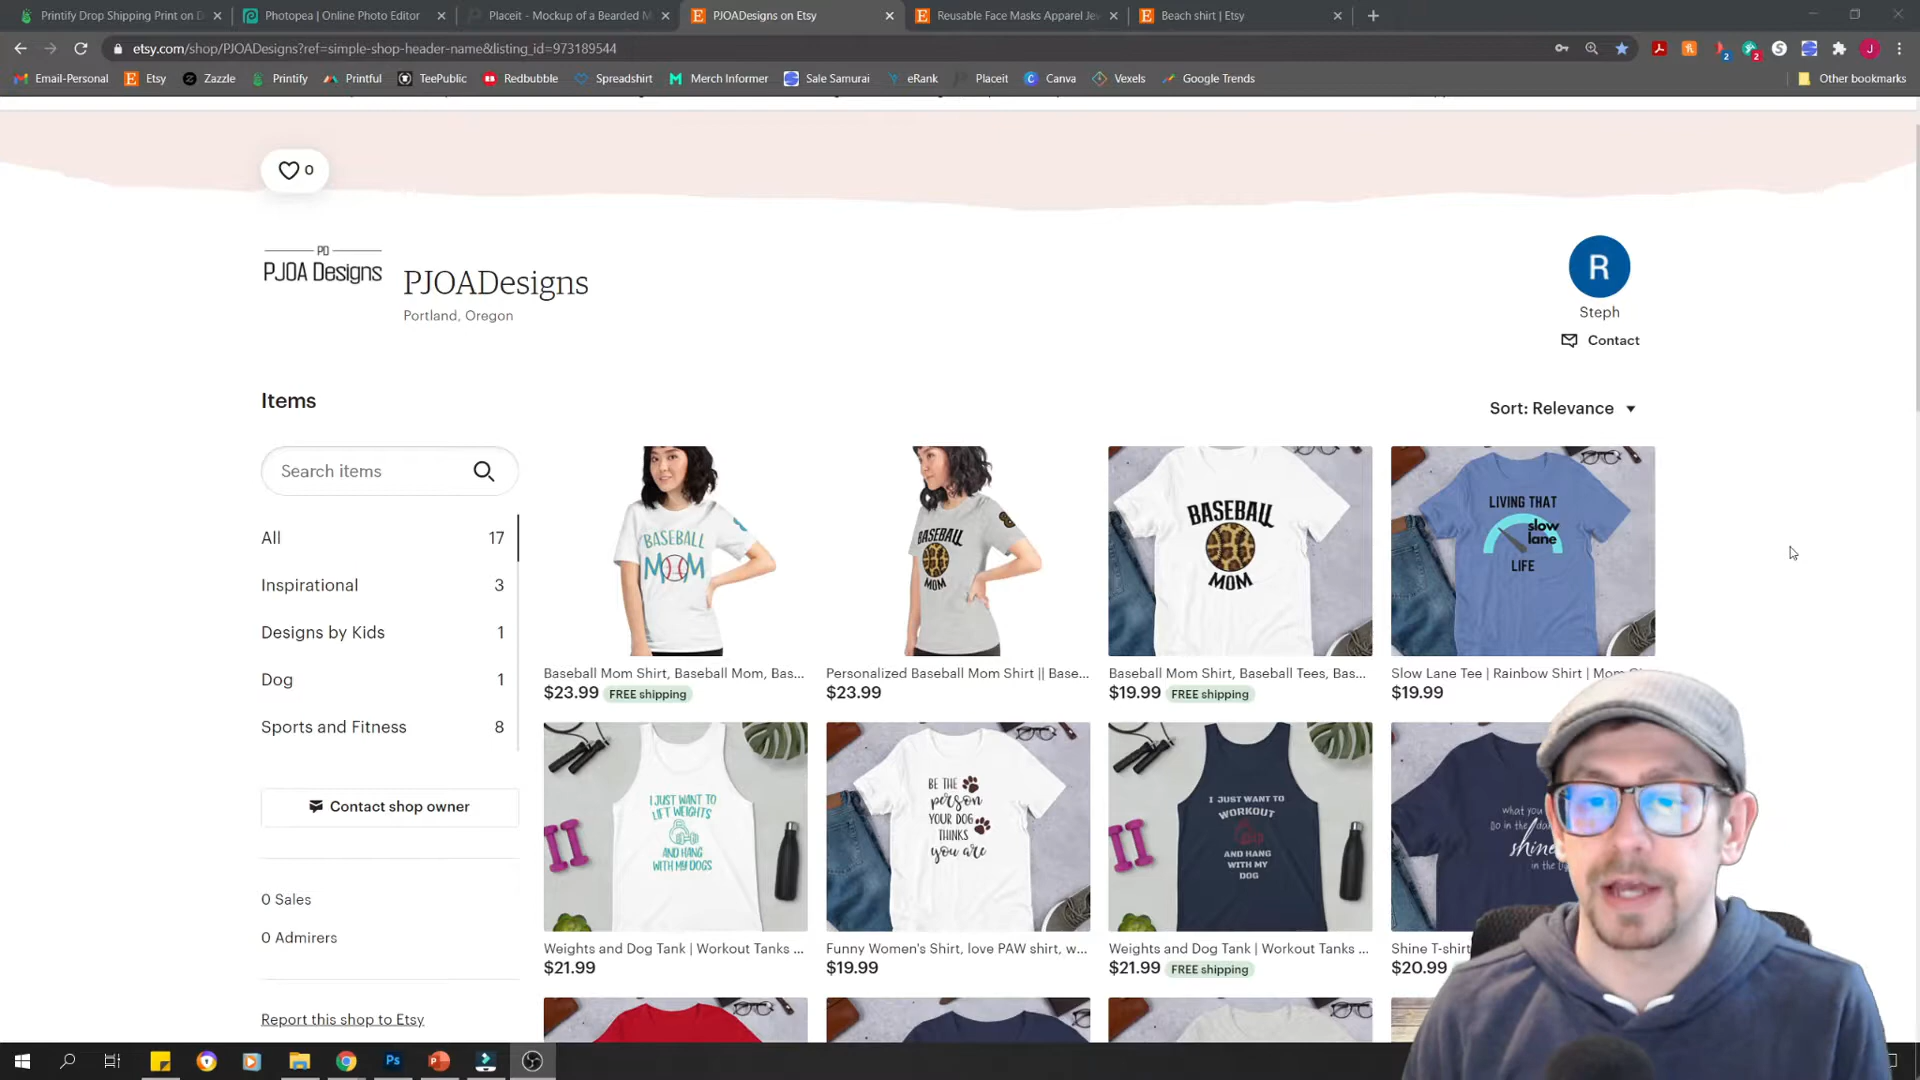 Printify Drop Shipping Print on D
Photopea | Online Photo Editor
Placeit - Mockup of a Bearded M
PJOADesigns on Etsy
Reusable Face Masks Apparel Jew
Beach shirt | Etsy
etsy.com/shop/PJOADesigns?ref=simple-shop-header-name&listing_id=973189544
Email-Personal
Etsy
Zazzle
Printify
Printful
TeePublic
Redbubble
Spreadshirt
Merch Informer
Sale Samurai
eRank
Placeit
Canva
Vexels
Google Trends
Other bookmarks
0
PD
PJOA Designs
PJOADesigns
Portland, Oregon
R
Steph
Contact
Items
Sort: Relevance
Search items
All 17
Inspirational 3
Designs by Kids 1
Dog 1
Sports and Fitness 8
Contact shop owner
0 Sales
0 Admirers
Report this shop to Etsy
BASEBALL
MOM
BASEBALL
MOM
BASEBALL
MOM
LIVING THAT
slow
lane
LIFE
Baseball Mom Shirt, Baseball Mom, Bas...
$23.99 FREE shipping
Personalized Baseball Mom Shirt || Base...
$23.99
Baseball Mom Shirt, Baseball Tees, Bas...
$19.99 FREE shipping
Slow Lane Tee | Rainbow Shirt | Mom
$19.99
I JUST WANT TO
LIFT WEIGHTS
AND HANG
WITH MY DOGS
BE THE
person
YOUR DOG
THINKS
you are
I JUST WANT TO
WORKOUT
AND HANG
WITH MY
DOG
what you
do in the
shine
in the
Weights and Dog Tank | Workout Tanks ...
$21.99
Funny Women's Shirt, love PAW shirt, w...
$19.99
Weights and Dog Tank | Workout Tanks ...
$21.99 FREE shipping
Shine T-shirt
$20.99